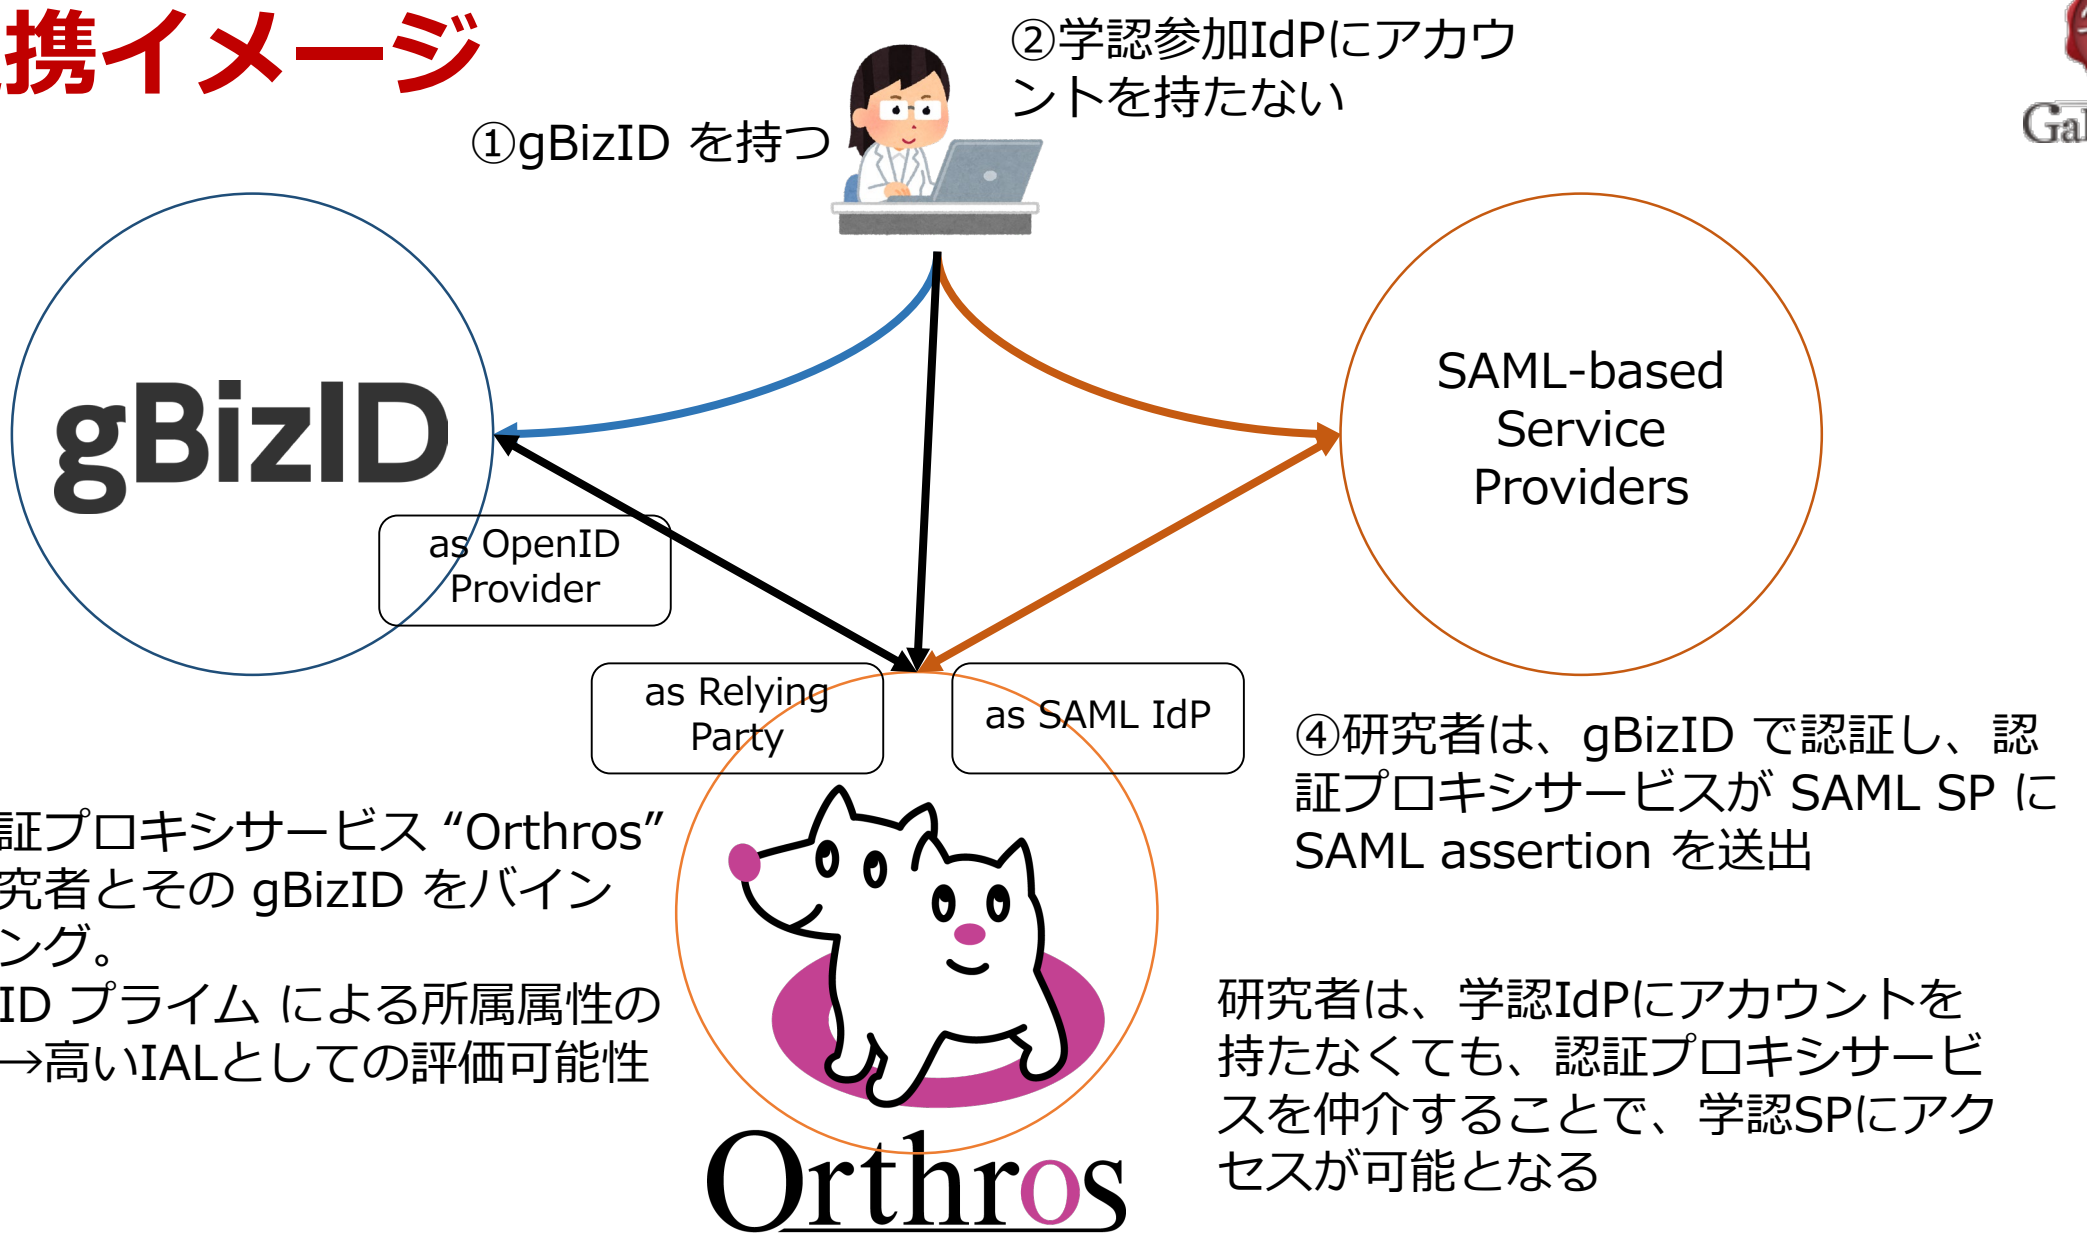 携イメージ
②学認参加IdPにアカウ
ントを持たない
①gBizID を持つ
gBizID
SAML-based
Service
Providers
as OpenID
Provider
as Relying
Party
as SAML IdP
証プロキシサービス “Orthros”
究者とその gBizID をバイン
ング。
ID プライム による所属属性の
→高いIALとしての評価可能性
④研究者は、gBizID で認証し、認
証プロキシサービスが SAML SP に
SAML assertion を送出
研究者は、学認IdPにアカウントを
持たなくても、認証プロキシサービ
スを仲介することで、学認SPにアク
セスが可能となる
Orthros